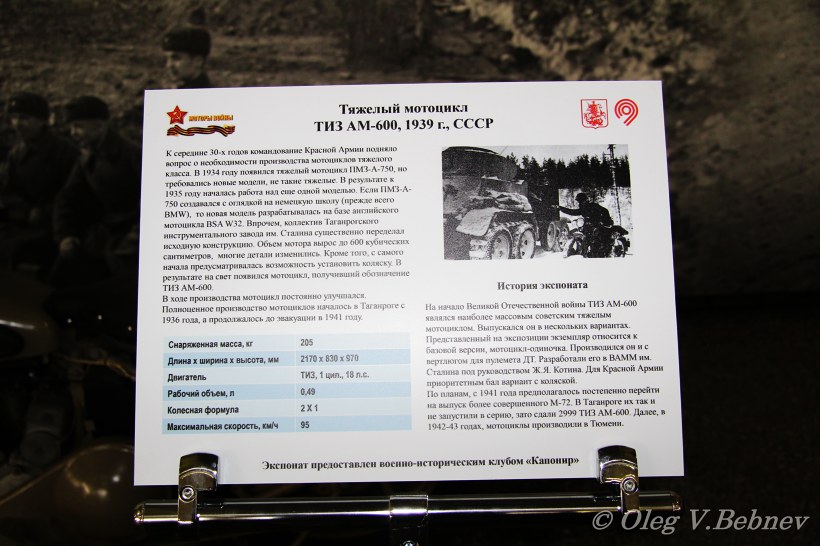 МОТОРЫ ВОЙНЫ
Тяжелый мотоцикл
ТИЗ АМ-600, 1939 г., СССР
К середине 30-х годов командование Красной Армии подняло
вопрос о необходимости производства мотоциклов тяжелого
класса. В 1934 году появился тяжелый мотоцикл ПМЗ-А-750, но
требовались новые модели, не такие тяжелые. В результате к
1935 году началась работа над еще одной моделью. Если ПМЗ-А-
750 создавался с оглядкой на немецкую школу (прежде всего
BMW), то новая модель разрабатывалась на базе английского
мотоцикла BSA W32. Впрочем, коллектив Таганрогского
инструментального завода им. Сталина существенно переделал
исходную конструкцию. Объем мотора вырос до 600 кубических
сантиметров, многие детали изменились. Кроме того, с самого
начала предусматривалась возможность установить коляску. В
результате на свет появился мотоцикл, получивший обозначение
ТИЗ АМ-600.
В ходе производства мотоцикл постоянно улучшался.
Полноценное производство мотоциклов началось в Таганроге с
1936 года, а продолжалось до эвакуации в 1941 году.
Снаряженная масса, кг 205
Длина х ширина х высота, мм 2170 х 830 х 970
Двигатель ТИЗ, 1 цил., 18 л.с.
Рабочий объем, л 0,49
Колесная формула 2 Х 1
Максимальная скорость, км/ч 95
История экспоната
На начало Великой Отечественной войны ТИЗ АМ-600
являлся наиболее массовым советским тяжелым
мотоциклом. Выпускался он в нескольких вариантах.
Представленный на экспозиции экземпляр относится к
базовой версии, мотоцикл-одиночка. Производился он и с
вертлюгом для пулемета ДТ. Разработали его в ВАММ им.
Сталина под руководством Ж.Я. Котина. Для Красной Армии
приоритетным бал вариант с коляской.
По планам, с 1941 года предполагалось постепенно перейти
на выпуск более совершенного М-72. В Таганроге их так и
не запустили в серию, зато сдали 2999 ТИЗ АМ-600. Далее, в
1942-43 годах, мотоциклы производили в Тюмени.
Экспонат предоставлен военно-историческим клубом «Капонир»
© Oleg V.Bebnev